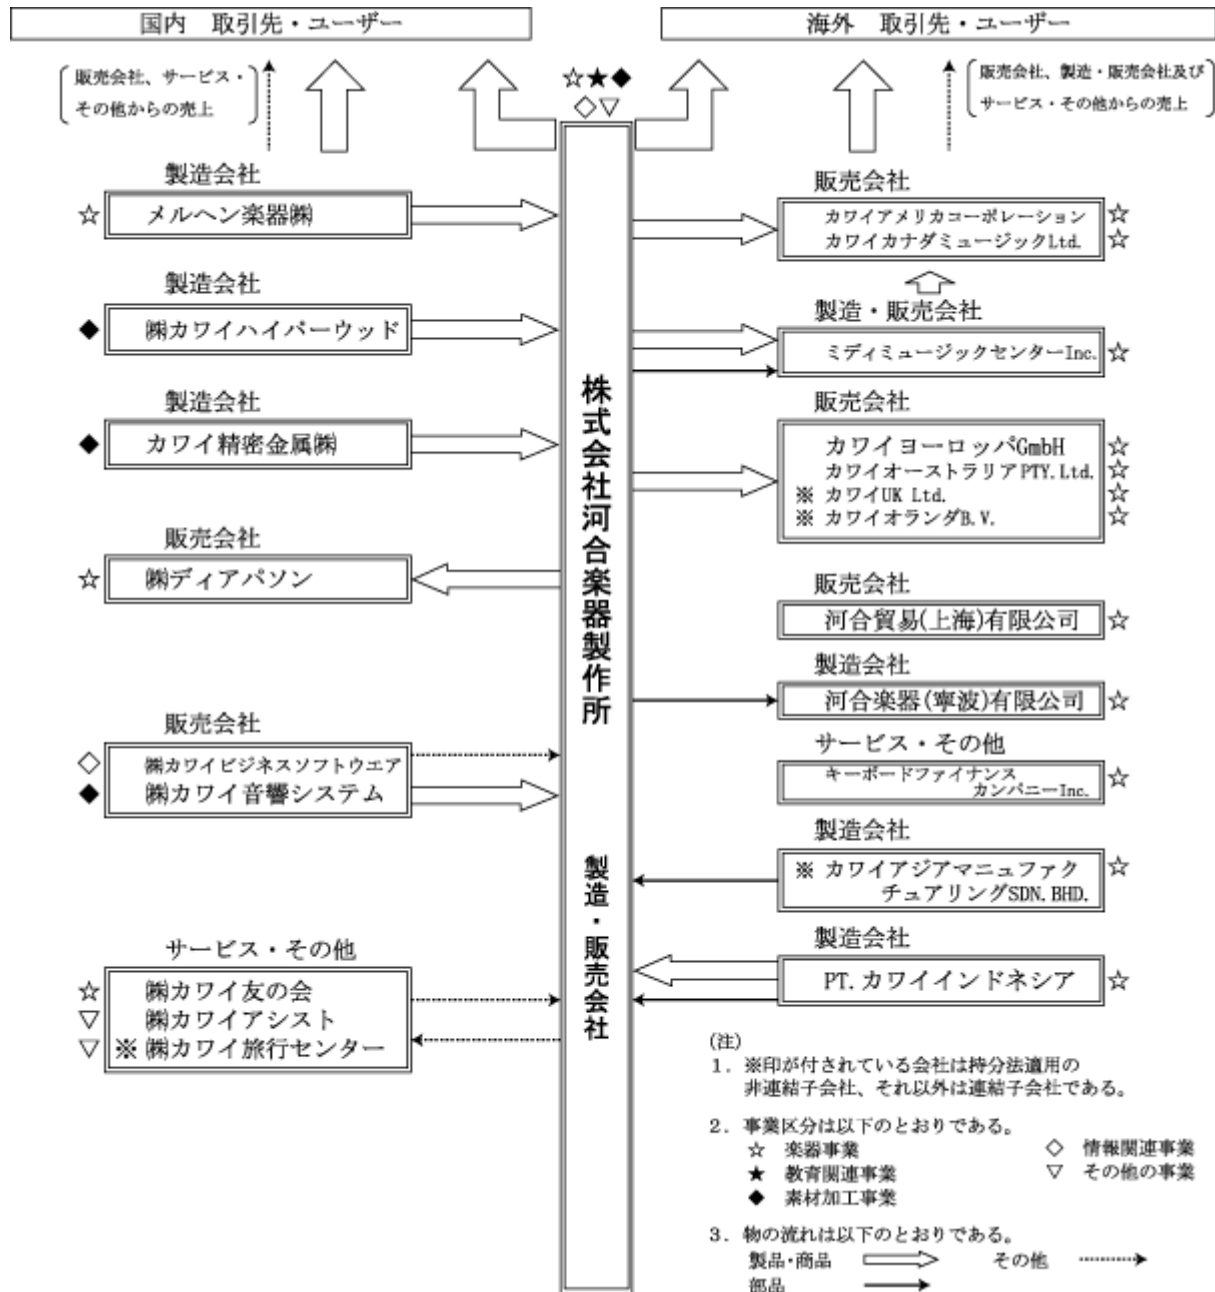 国内 取引先・ユーザー
海外 取引先・ユーザー
販売会社、サービス・
その他からの売上
☆★◆
◇▽
販売会社、製造・販売会社及び
サービス・その他からの売上
製造会社
☆ メルヘン楽器㈱
製造会社
◆ ㈱カワイハイパーウッド
製造会社
◆ カワイ精密金属㈱
販売会社
☆ ㈱ディアパソン
販売会社
◇ ㈱カワイビジネスソフトウエア
◆ ㈱カワイ音響システム
サービス・その他
☆ ㈱カワイ友の会
▽ ㈱カワイアシスト
▽ ※ ㈱カワイ旅行センター
株式会社河合楽器製作所
製造・販売会社
販売会社
カワイアメリカコーポレーション ☆
カワイカナダミュージックLtd. ☆
製造・販売会社
ミディミュージックセンターInc. ☆
販売会社
カワイヨーロッパGmbH ☆
カワイオーストラリアPTY.Ltd. ☆
※ カワイUK Ltd. ☆
※ カワイオランダB.V. ☆
販売会社
河合貿易(上海)有限公司 ☆
製造会社
河合楽器(寧波)有限公司 ☆
サービス・その他
キーボードファイナンス
カンパニーInc. ☆
製造会社
※ カワイアジアマニュファク ☆
チュアリングSDN.BHD.
製造会社
PT.カワイインドネシア ☆
(注)
1．※印が付されている会社は持分法適用の
非連結子会社、それ以外は連結子会社である。
2．事業区分は以下のとおりである。
☆ 楽器事業 ◇ 情報関連事業
★ 教育関連事業 ▽ その他の事業
◆ 素材加工事業
3．物の流れは以下のとおりである。
製品・商品 その他
部品